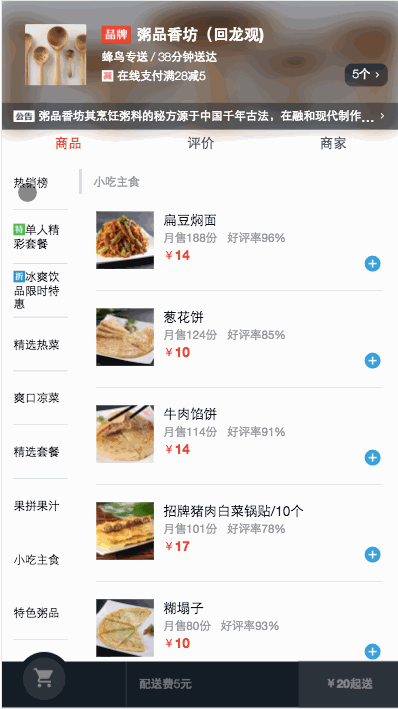 品牌 粥品香坊（回龙观)
蜂鸟专送 / 38分钟送达
减 在线支付满28减5
5个 >
公告 粥品香坊其烹饪粥料的秘方源于中国千年古法，在融和现代制作... >
商品 评价 商家
热销榜
特 单人精
彩套餐
折 冰爽饮
品限时特
惠
精选热菜
爽口凉菜
精选套餐
果拼果汁
小吃主食
特色粥品
小吃主食
扁豆焖面
月售188份 好评率96%
￥14
葱花饼
月售124份 好评率85%
￥10
牛肉馅饼
月售114份 好评率91%
￥14
招牌猪肉白菜锅贴/10个
月售101份 好评率78%
￥17
糊塌子
月售80份 好评率93%
￥10
配送费5元
￥20起送